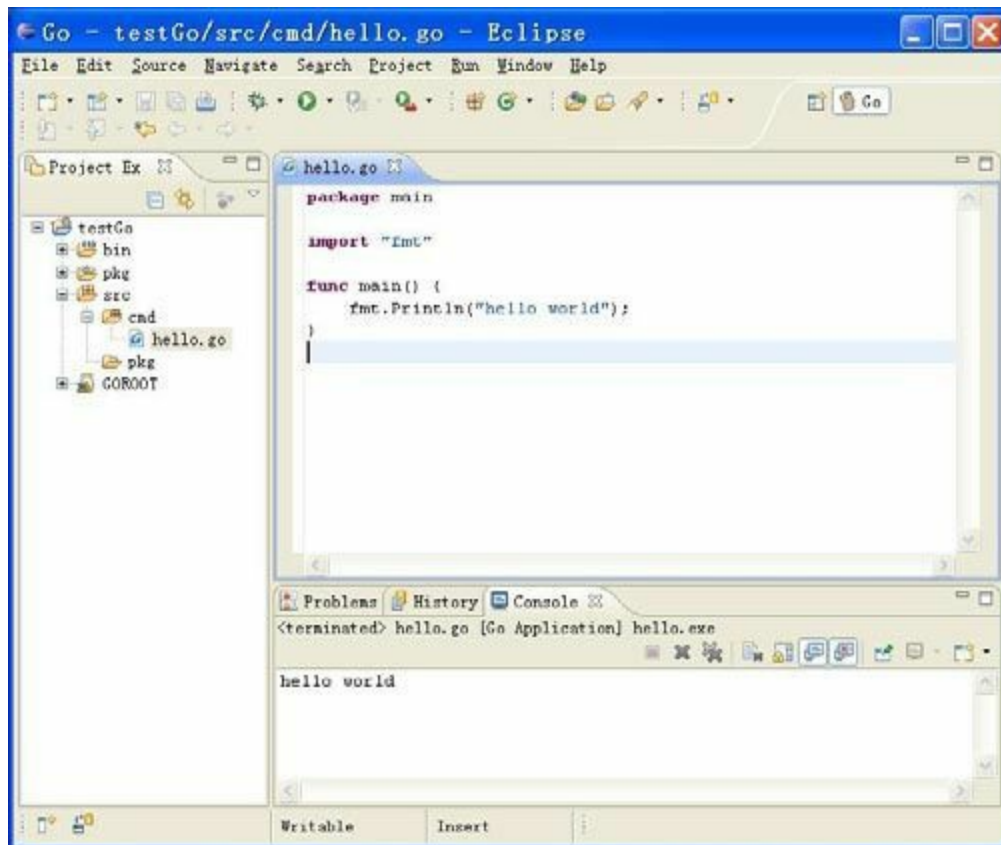 Go - testGo/src/cmd/hello.go - Eclipse
File Edit Source Navigate Search Project Run Window Help
Go
Project Ex
testGo
bin
pkg
src
cmd
hello.go
pkg
GOROOT
hello.go
package main
import "fmt"
func main() {
fmt.Println("hello world");
}
Problems History Console
<terminated> hello.go [Go Application] hello.exe
hello world
Writable Insert